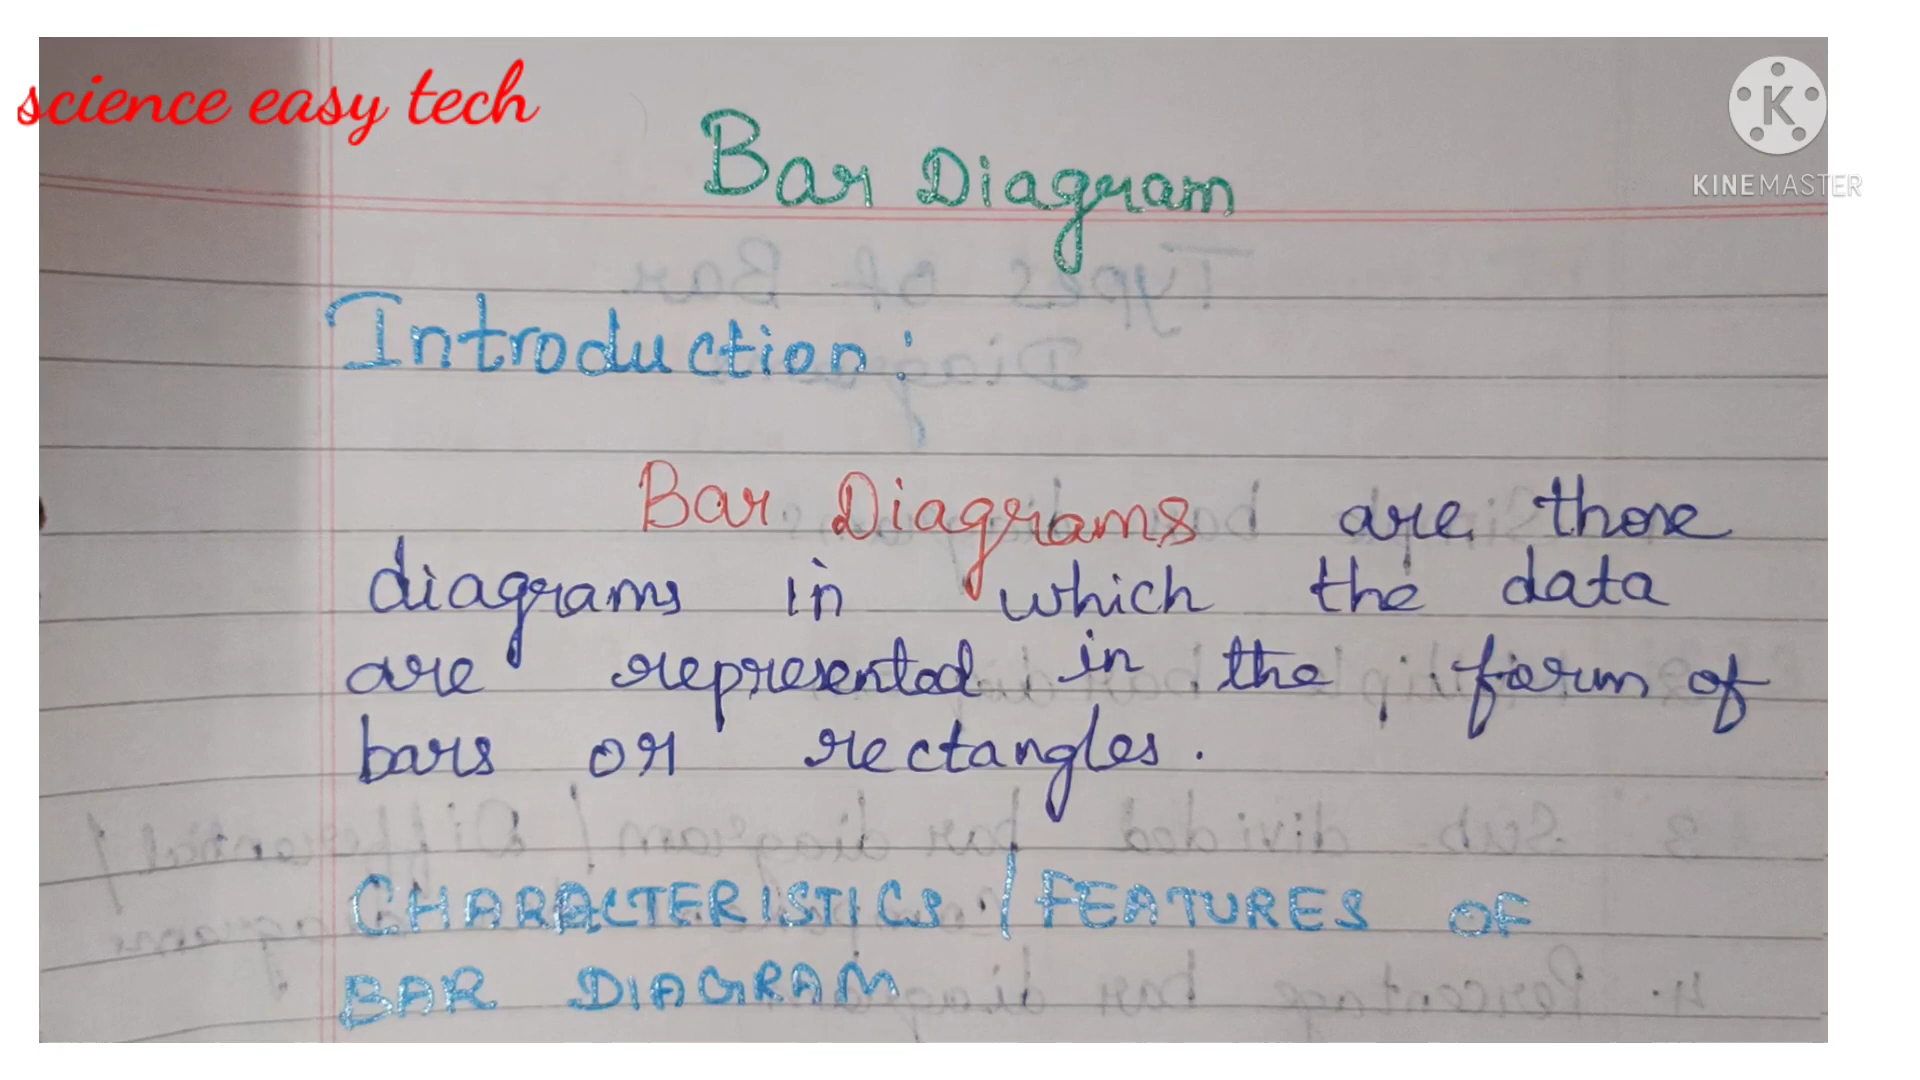 science easy tech
KINEMASTER
Bar Diagram
Introduction:
Bar Diagrams are those
diagrams in which the data
are represented in the form of
bars or rectangles.
CHARACTERISTICS / FEATURES OF
BAR DIAGRAM